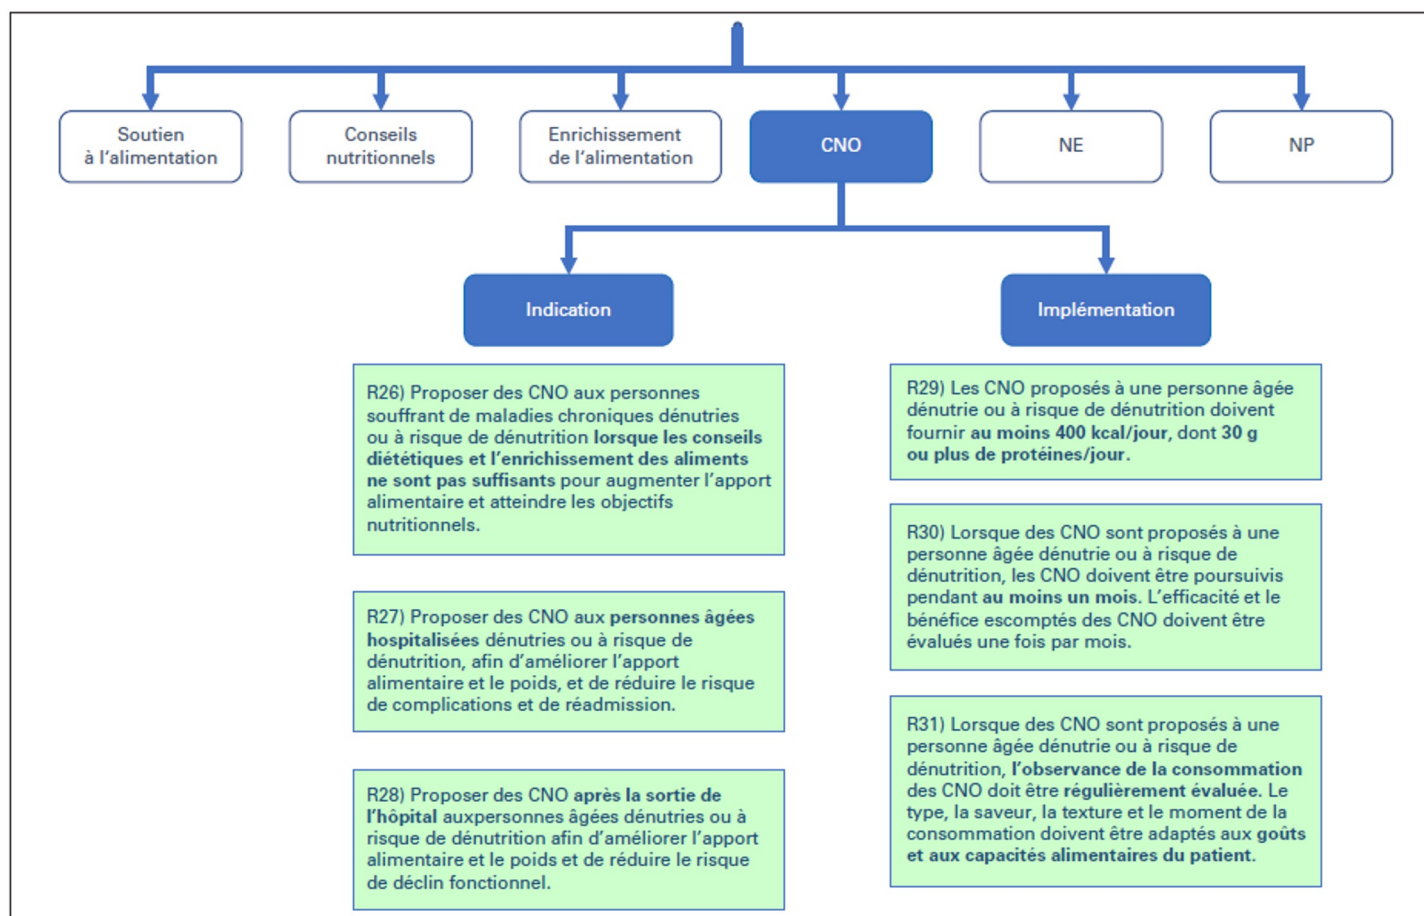 Soutien
à l‘alimentation
Conseils
nutritionnels
Enrichissement
de l‘alimentation
CNO
NE
NP
Indication
Implémentation
R26) Proposer des CNO aux personnes
souffrant de maladies chroniques dénutries
ou à risque de dénutrition lorsque les conseils
diététiques et l’enrichissement des aliments
ne sont pas suffisants pour augmenter l’apport
alimentaire et atteindre les objectifs
nutritionnels.
R27) Proposer des CNO aux personnes âgées
hospitalisées dénutries ou à risque de
dénutrition, afin d’améliorer l’apport
alimentaire et le poids, et de réduire le risque
de complications et de réadmission.
R28) Proposer des CNO après la sortie de
l’hôpital auxpersonnes âgées dénutries ou à
risque de dénutrition afin d’améliorer l’apport
alimentaire et le poids et de réduire le risque
de déclin fonctionnel.
R29) Les CNO proposés à une personne âgée
dénutrie ou à risque de dénutrition doivent
fournir au moins 400 kcal/jour, dont 30 g
ou plus de protéines/jour.
R30) Lorsque des CNO sont proposés à une
personne âgée dénutrie ou à risque de
dénutrition, les CNO doivent être poursuivis
pendant au moins un mois. L’efficacité et le
bénéfice escomptés des CNO doivent être
évalués une fois par mois.
R31) Lorsque des CNO sont proposés à une
personne âgée dénutrie ou à risque de
dénutrition, l’observance de la consommation
des CNO doit être régulièrement évaluée. Le
type, la saveur, la texture et le moment de la
consommation doivent être adaptés aux goûts
et aux capacités alimentaires du patient.